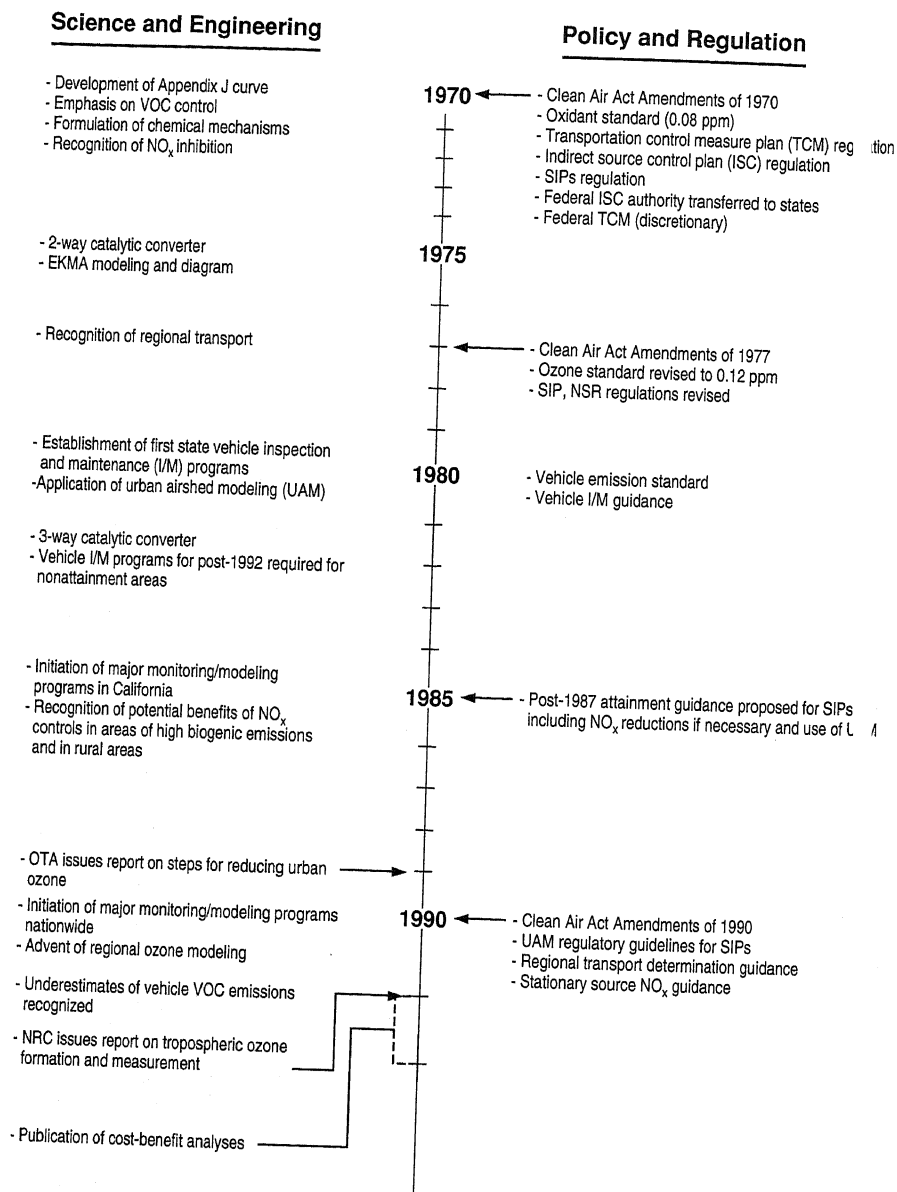 Science and Engineering
- Development of Appendix J curve
- Emphasis on VOC control
- Formulation of chemical mechanisms
- Recognition of NOx inhibition
- 2-way catalytic converter
- EKMA modeling and diagram
- Recognition of regional transport
- Establishment of first state vehicle inspection
and maintenance (I/M) programs
-Application of urban airshed modeling (UAM)
- 3-way catalytic converter
- Vehicle I/M programs for post-1992 required for
nonattainment areas
- Initiation of major monitoring/modeling
programs in California
- Recognition of potential benefits of NOx
controls in areas of high biogenic emissions
and in rural areas
- OTA issues report on steps for reducing urban
ozone
- Initiation of major monitoring/modeling programs
nationwide
- Advent of regional ozone modeling
- Underestimates of vehicle VOC emissions
recognized
- NRC issues report on tropospheric ozone
formation and measurement
- Publication of cost-benefit analyses
1970
1975
1980
1985
1990
Policy and Regulation
- Clean Air Act Amendments of 1970
- Oxidant standard (0.08 ppm)
- Transportation control measure plan (TCM)
- Indirect source control plan (ISC) regulation
- SIPs regulation
- Federal ISC authority transferred to states
- Federal TCM (discretionary)
- Clean Air Act Amendments of 1977
- Ozone standard revised to 0.12 ppm
- SIP, NSR regulations revised
- Vehicle emission standard
- Vehicle I/M guidance
- Post-1987 attainment guidance proposed for SIPs
including NOx reductions if necessary and use of
- Clean Air Act Amendments of 1990
- UAM regulatory guidelines for SIPs
- Regional transport determination guidance
- Stationary source NOx guidance